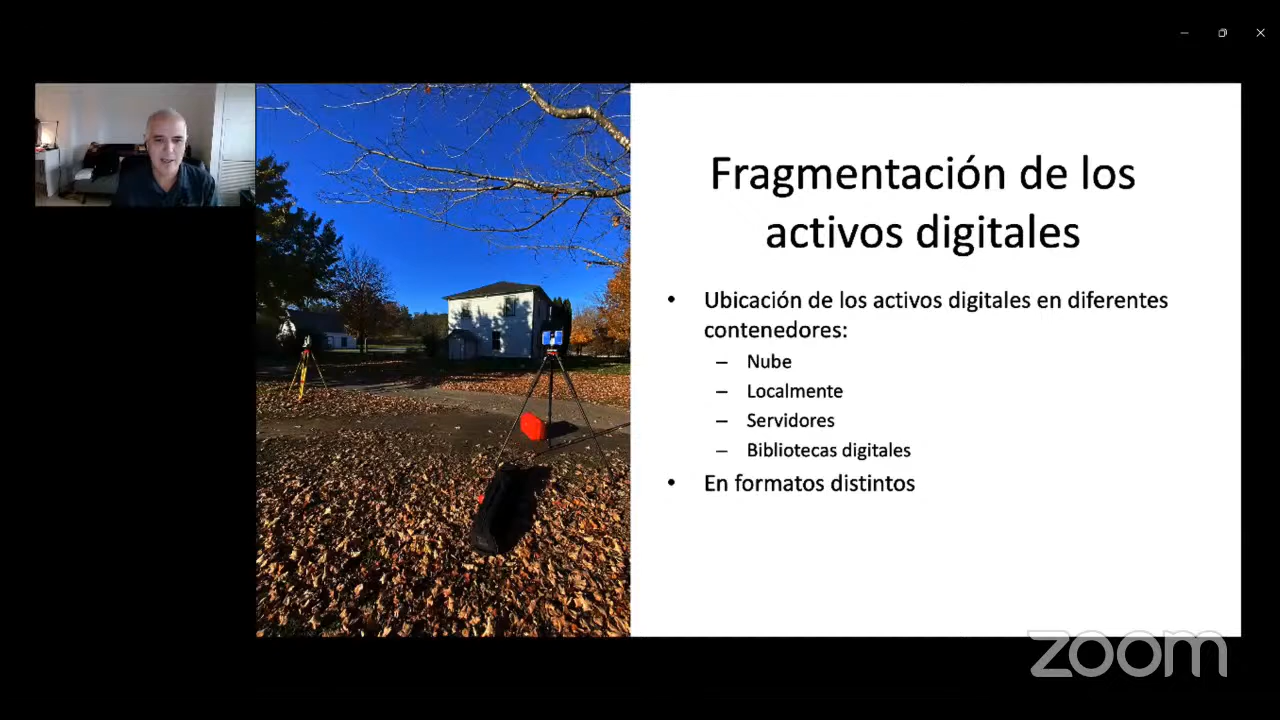 Fragmentación de los
activos digitales
• Ubicación de los activos digitales en diferentes
contenedores:
– Nube
– Localmente
– Servidores
– Bibliotecas digitales
• En formatos distintos
zoom